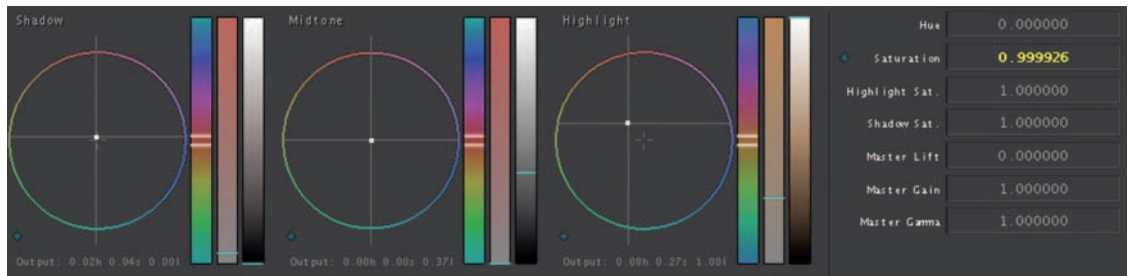 Shadow
Output: 0.02h 0.04s 0.00l
Midtone
Output: 0.00h 0.00s 0.37l
Highlight
Output: 0.09h 0.27s 1.00l
Hue 0.000000
Saturation 0.999926
Highlight Sat. 1.000000
Shadow Sat. 1.000000
Master Lift 0.000000
Master Gain 1.000000
Master Gamma 1.000000